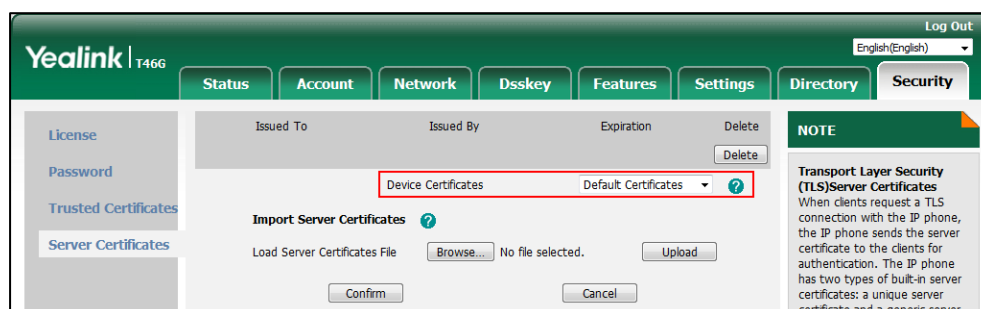 Log Out
Yealink T46G
English(English)
Status Account Network Dsskey Features Settings Directory Security
License
Password
Trusted Certificates
Server Certificates
Issued To Issued By Expiration Delete
Delete
Device Certificates Default Certificates ?
Import Server Certificates ?
Load Server Certificates File Browse... No file selected. Upload
Confirm Cancel
NOTE
Transport Layer Security
(TLS)Server Certificates
When clients request a TLS
connection with the IP phone,
the IP phone sends the server
certificate to the clients for
authentication. The IP phone
has two types of built-in server
certificates: a unique server
certificate and a generic server